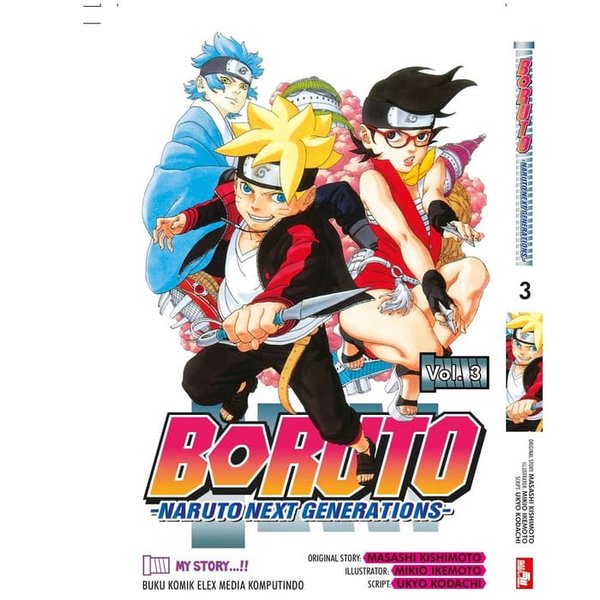 Vol. 3
BORUTO
-NARUTO NEXT GENERATIONS-
MY STORY...!!
BUKU KOMIK ELEX MEDIA KOMPUTINDO
ORIGINAL STORY: MASASHI KISHIMOTO
ILLUSTRATOR: MIKIO IKEMOTO
SCRIPT: UKYO KODACHI
BORUTO
-NARUTO NEXT GENERATIONS-
3
ORIGINAL STORY: MASASHI KISHIMOTO
ILLUSTRATOR: MIKIO IKEMOTO
SCRIPT: UKYO KODACHI